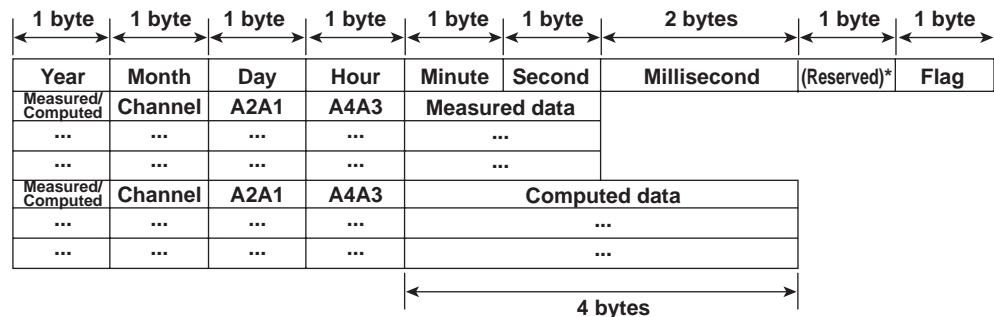 1 byte 1 byte 1 byte 1 byte 1 byte 1 byte 2 bytes 1 byte 1 byte
Year Month Day Hour Minute Second Millisecond (Reserved)* Flag
Measured/
Computed Channel A2A1 A4A3 Measured data
... ... ... ... ...
... ... ... ... ...
Measured/
Computed Channel A2A1 A4A3 Computed data
... ... ... ... ...
... ... ... ... ...
4 bytes